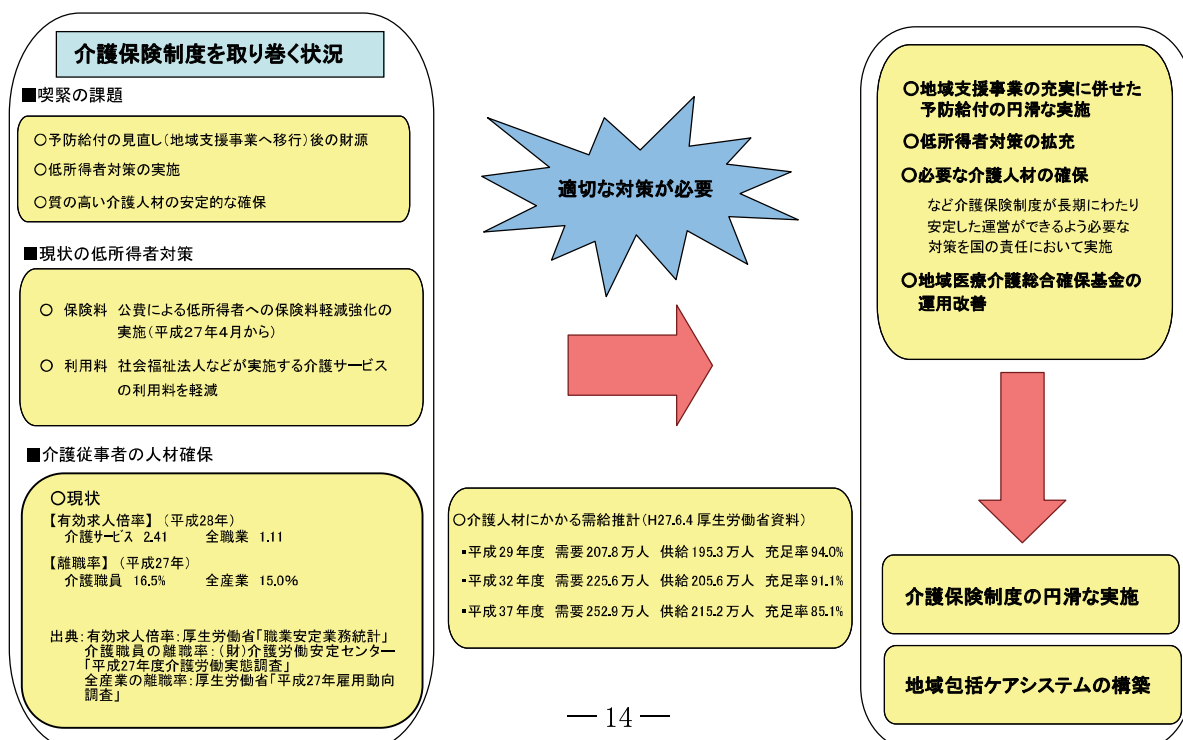 介護保険制度を取り巻く状況
■喫緊の課題
○予防給付の見直し(地域支援事業へ移行)後の財源
○低所得者対策の実施
○質の高い介護人材の安定的な確保
■現状の低所得者対策
○ 保険料 公費による低所得者への保険料軽減強化の
実施(平成27年4月から)
○ 利用料 社会福祉法人などが実施する介護サービス
の利用料を軽減
■介護従事者の人材確保
○現状
【有効求人倍率】(平成28年)
介護サービス 2.41 全職業 1.11
【離職率】(平成27年)
介護職員 16.5% 全産業 15.0%
出典:有効求人倍率:厚生労働省「職業安定業務統計」
介護職員の離職率:(財)介護労働安定センター
「平成27年度介護労働実態調査」
全産業の離職率:厚生労働省「平成27年雇用動向
調査」
適切な対策が必要
○介護人材にかかる需給推計(H27.6.4 厚生労働省資料)
▪平成29年度 需要207.8万人 供給195.3万人 充足率94.0%
▪平成32年度 需要225.6万人 供給205.6万人 充足率91.1%
▪平成37年度 需要252.9万人 供給215.2万人 充足率85.1%
○地域支援事業の充実に併せた
予防給付の円滑な実施
○低所得者対策の拡充
○必要な介護人材の確保
など介護保険制度が長期にわたり
安定した運営ができるよう必要な
対策を国の責任において実施
○地域医療介護総合確保基金の
運用改善
介護保険制度の円滑な実施
地域包括ケアシステムの構築
― 14 ―